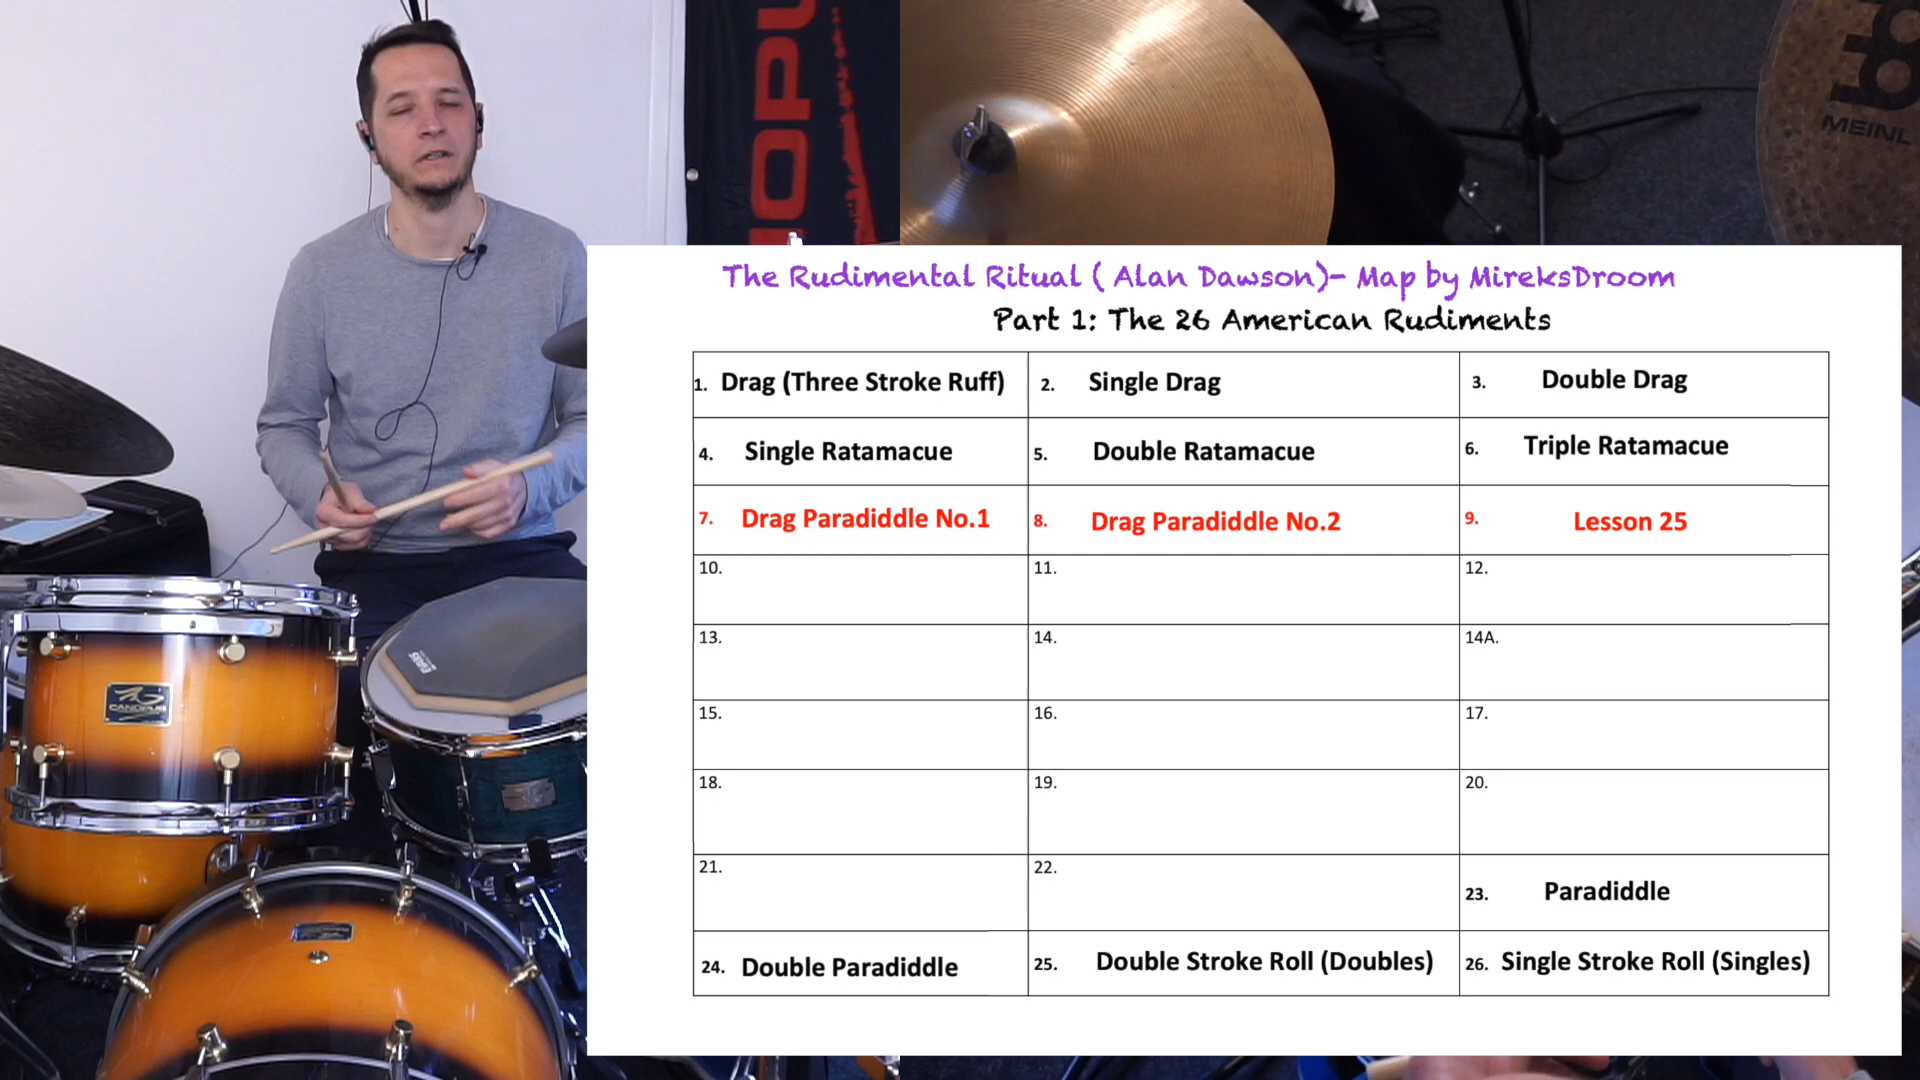 OPU
MEINL
The Rudimental Ritual ( Alan Dawson)- Map by MireksDroom
Part 1: The 26 American Rudiments
1. Drag (Three Stroke Ruff)
2. Single Drag
3. Double Drag
4. Single Ratamacue
5. Double Ratamacue
6. Triple Ratamacue
7. Drag Paradiddle No.1
8. Drag Paradiddle No.2
9. Lesson 25
10.
11.
12.
13.
14.
14A.
15.
16.
17.
18.
19.
20.
21.
22.
23. Paradiddle
24. Double Paradiddle
25. Double Stroke Roll (Doubles)
26. Single Stroke Roll (Singles)
EVANS
CANOPUS